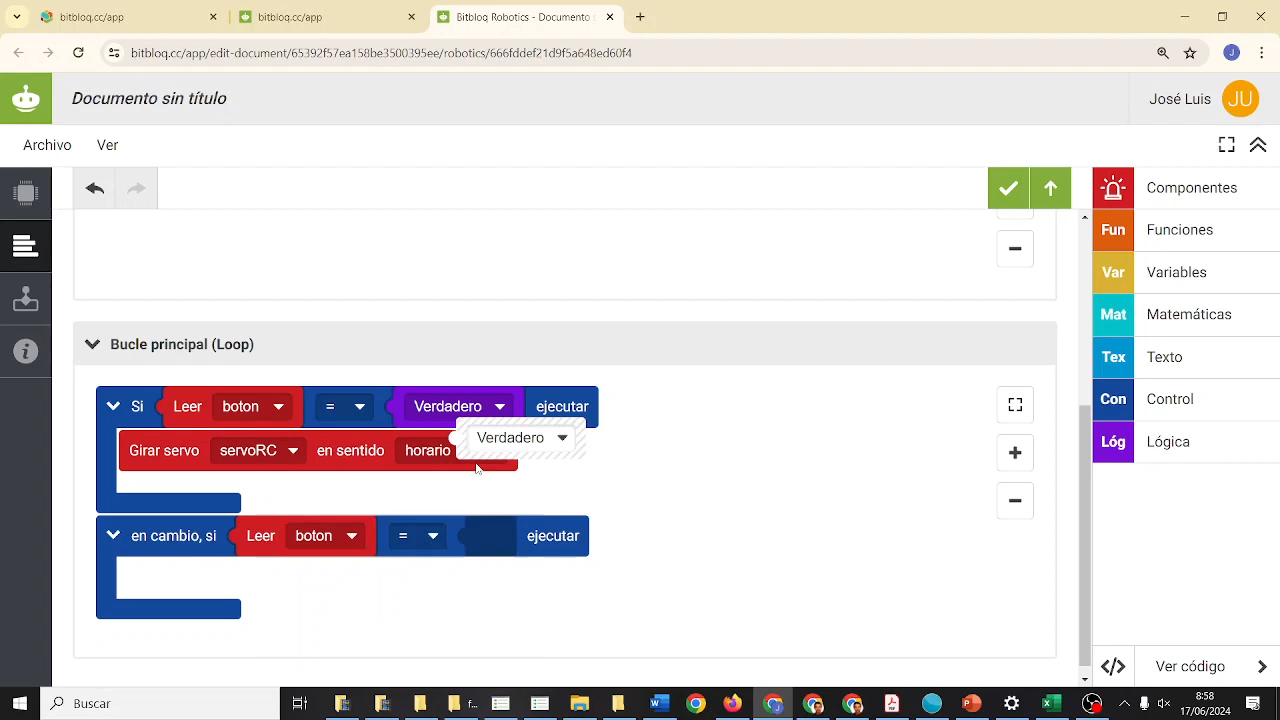 bitbloq.cc/app
bitbloq.cc/app
Bitbloq Robotics - Documento
bitbloq.cc/app/edit-document/65392f57ea158be3500395ee/robotics/666fddef21d9f5a648ed60f4
J
Documento sin título
José Luis
JU
Archivo
Ver
Componentes
Fun Funciones
Var Variables
Mat Matemáticas
Tex Texto
Con Control
Lóg Lógica
Bucle principal (Loop)
Si Leer boton = Verdadero ejecutar
Verdadero
Girar servo servoRC en sentido horario
en cambio, si Leer boton = ejecutar
</> Ver código
Buscar
8:58
17/06/2024